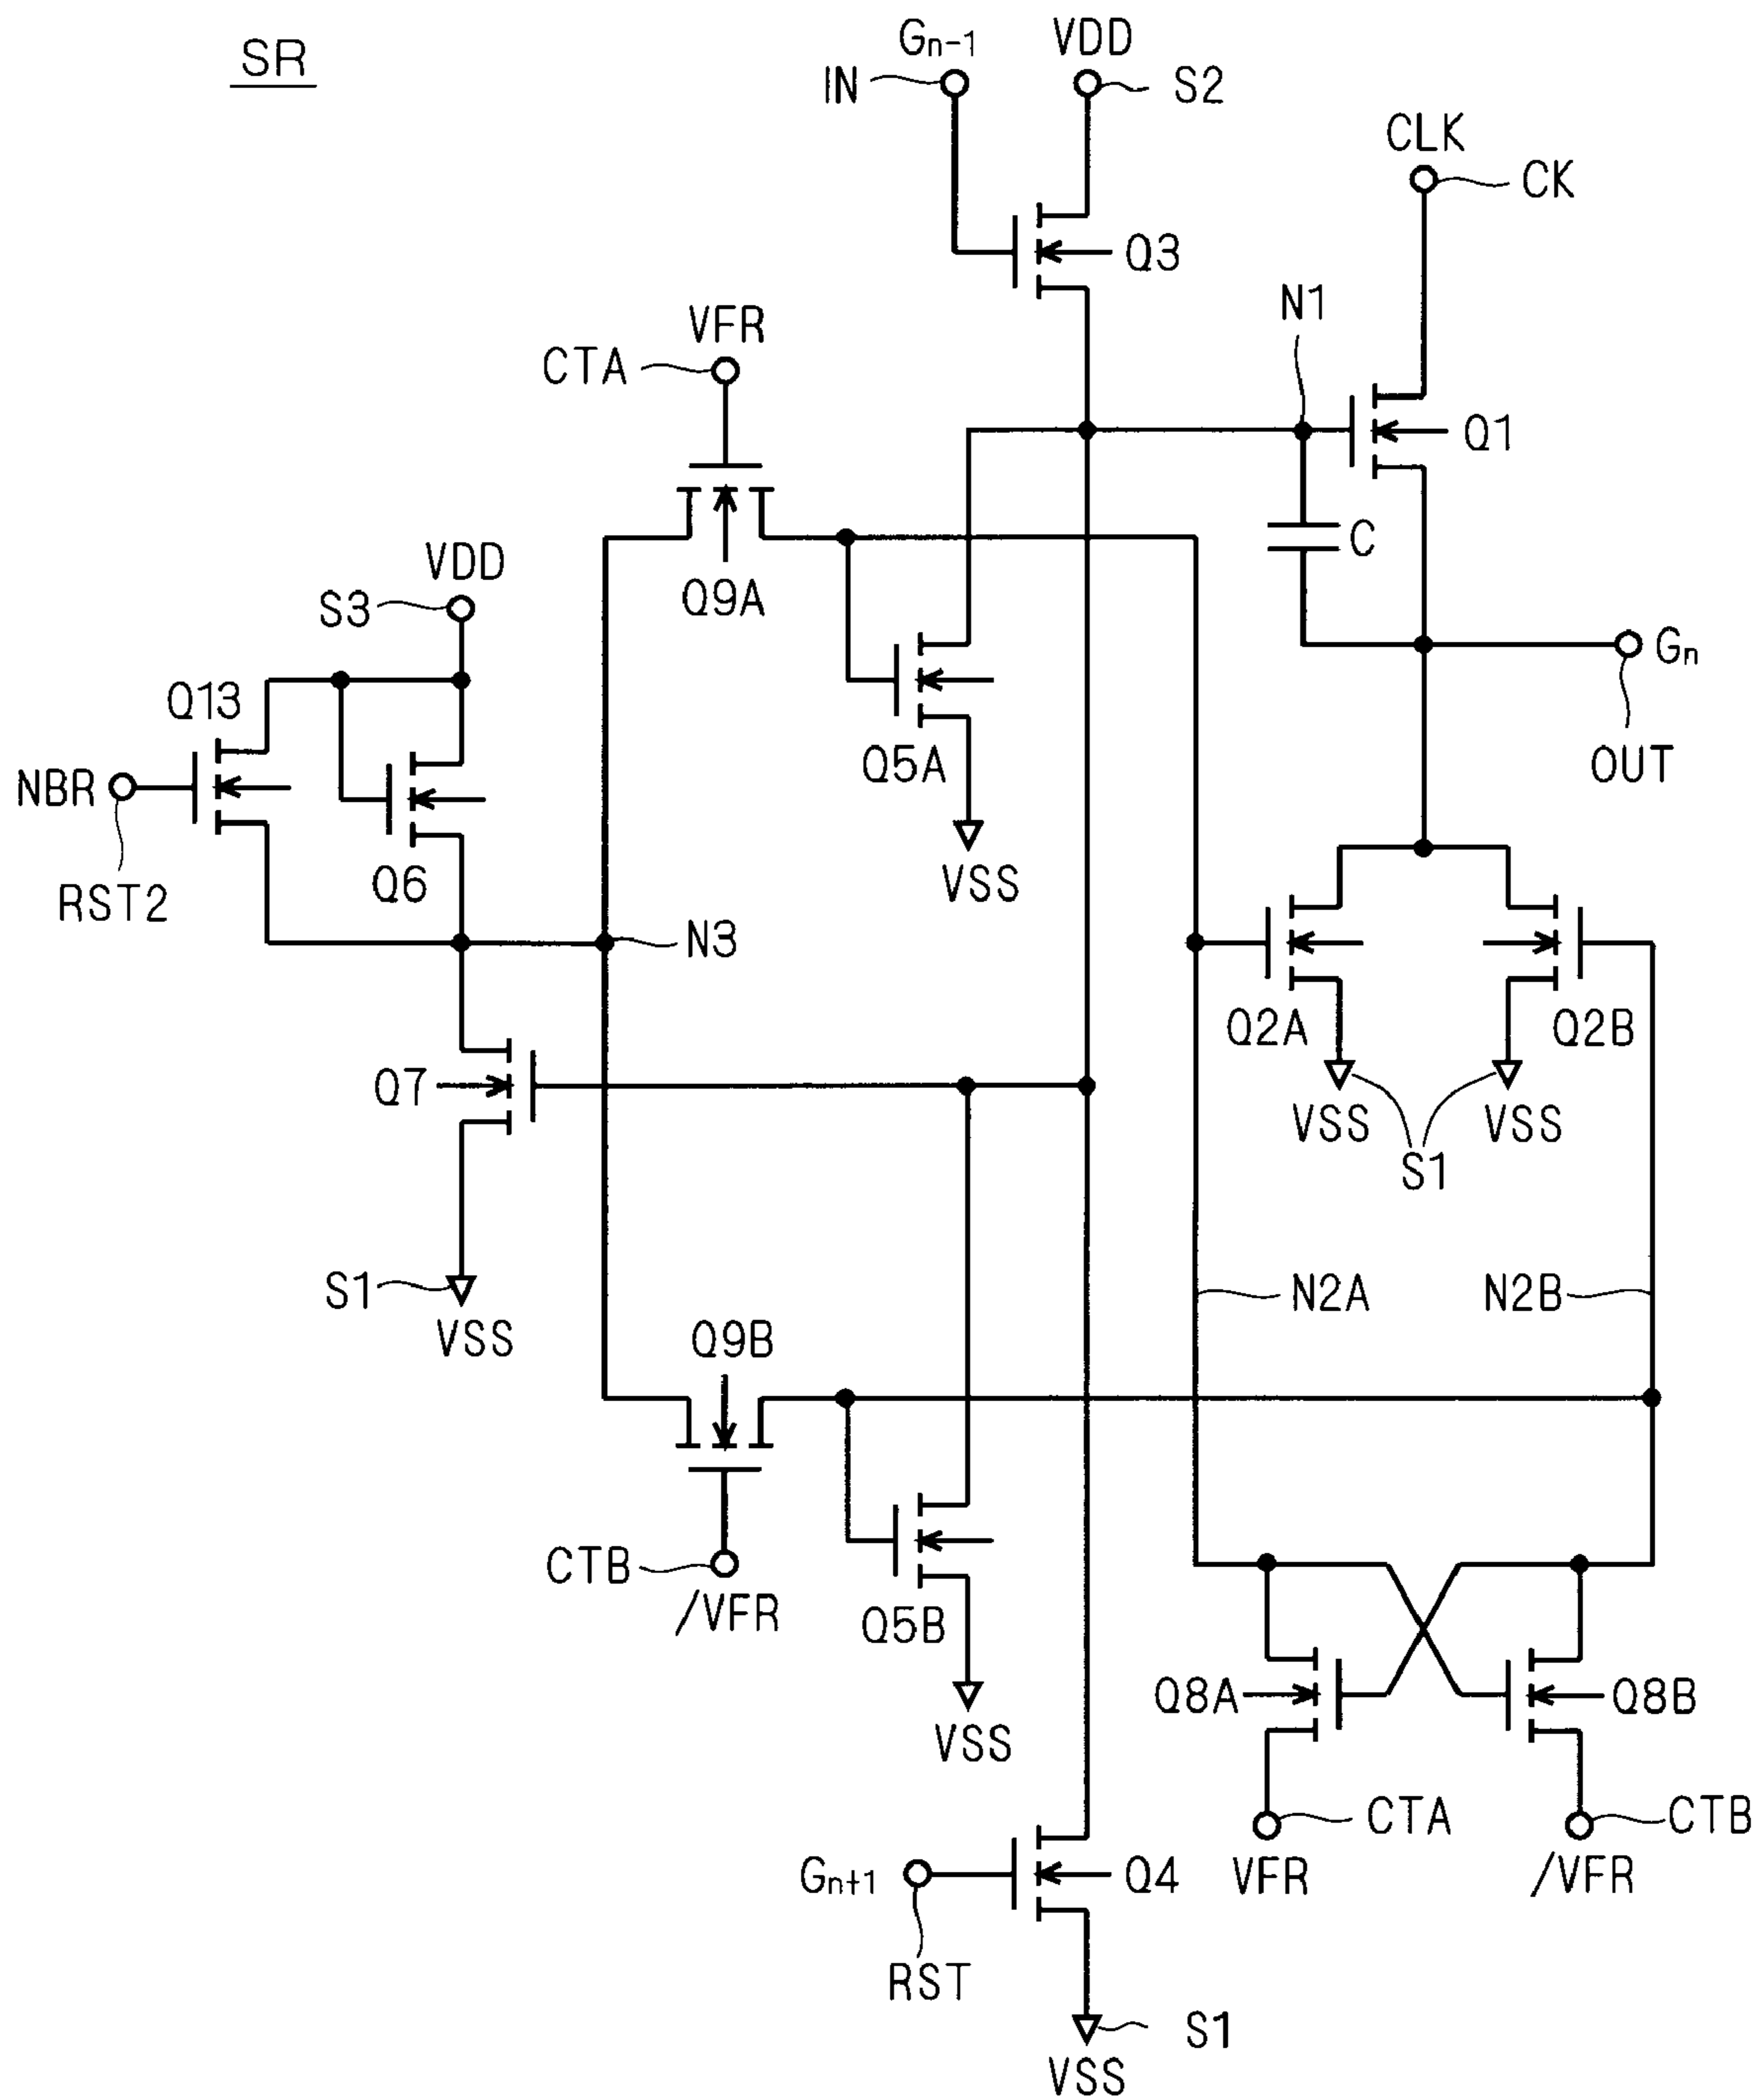 SR
Gn-1
VDD
IN
S2
CLK
CK
Q3
N1
VFR
CTA
Q1
C
VDD
Q9A
S3
Gn
Q13
Q5A
OUT
NBR
VSS
Q6
RST2
N3
Q2A
Q2B
Q7
VSS
VSS
S1
S1
N2A
N2B
VSS
Q9B
CTB
/VFR
Q5B
Q8A
Q8B
VSS
CTA
CTB
Gn+1
Q4
VFR
/VFR
RST
S1
VSS